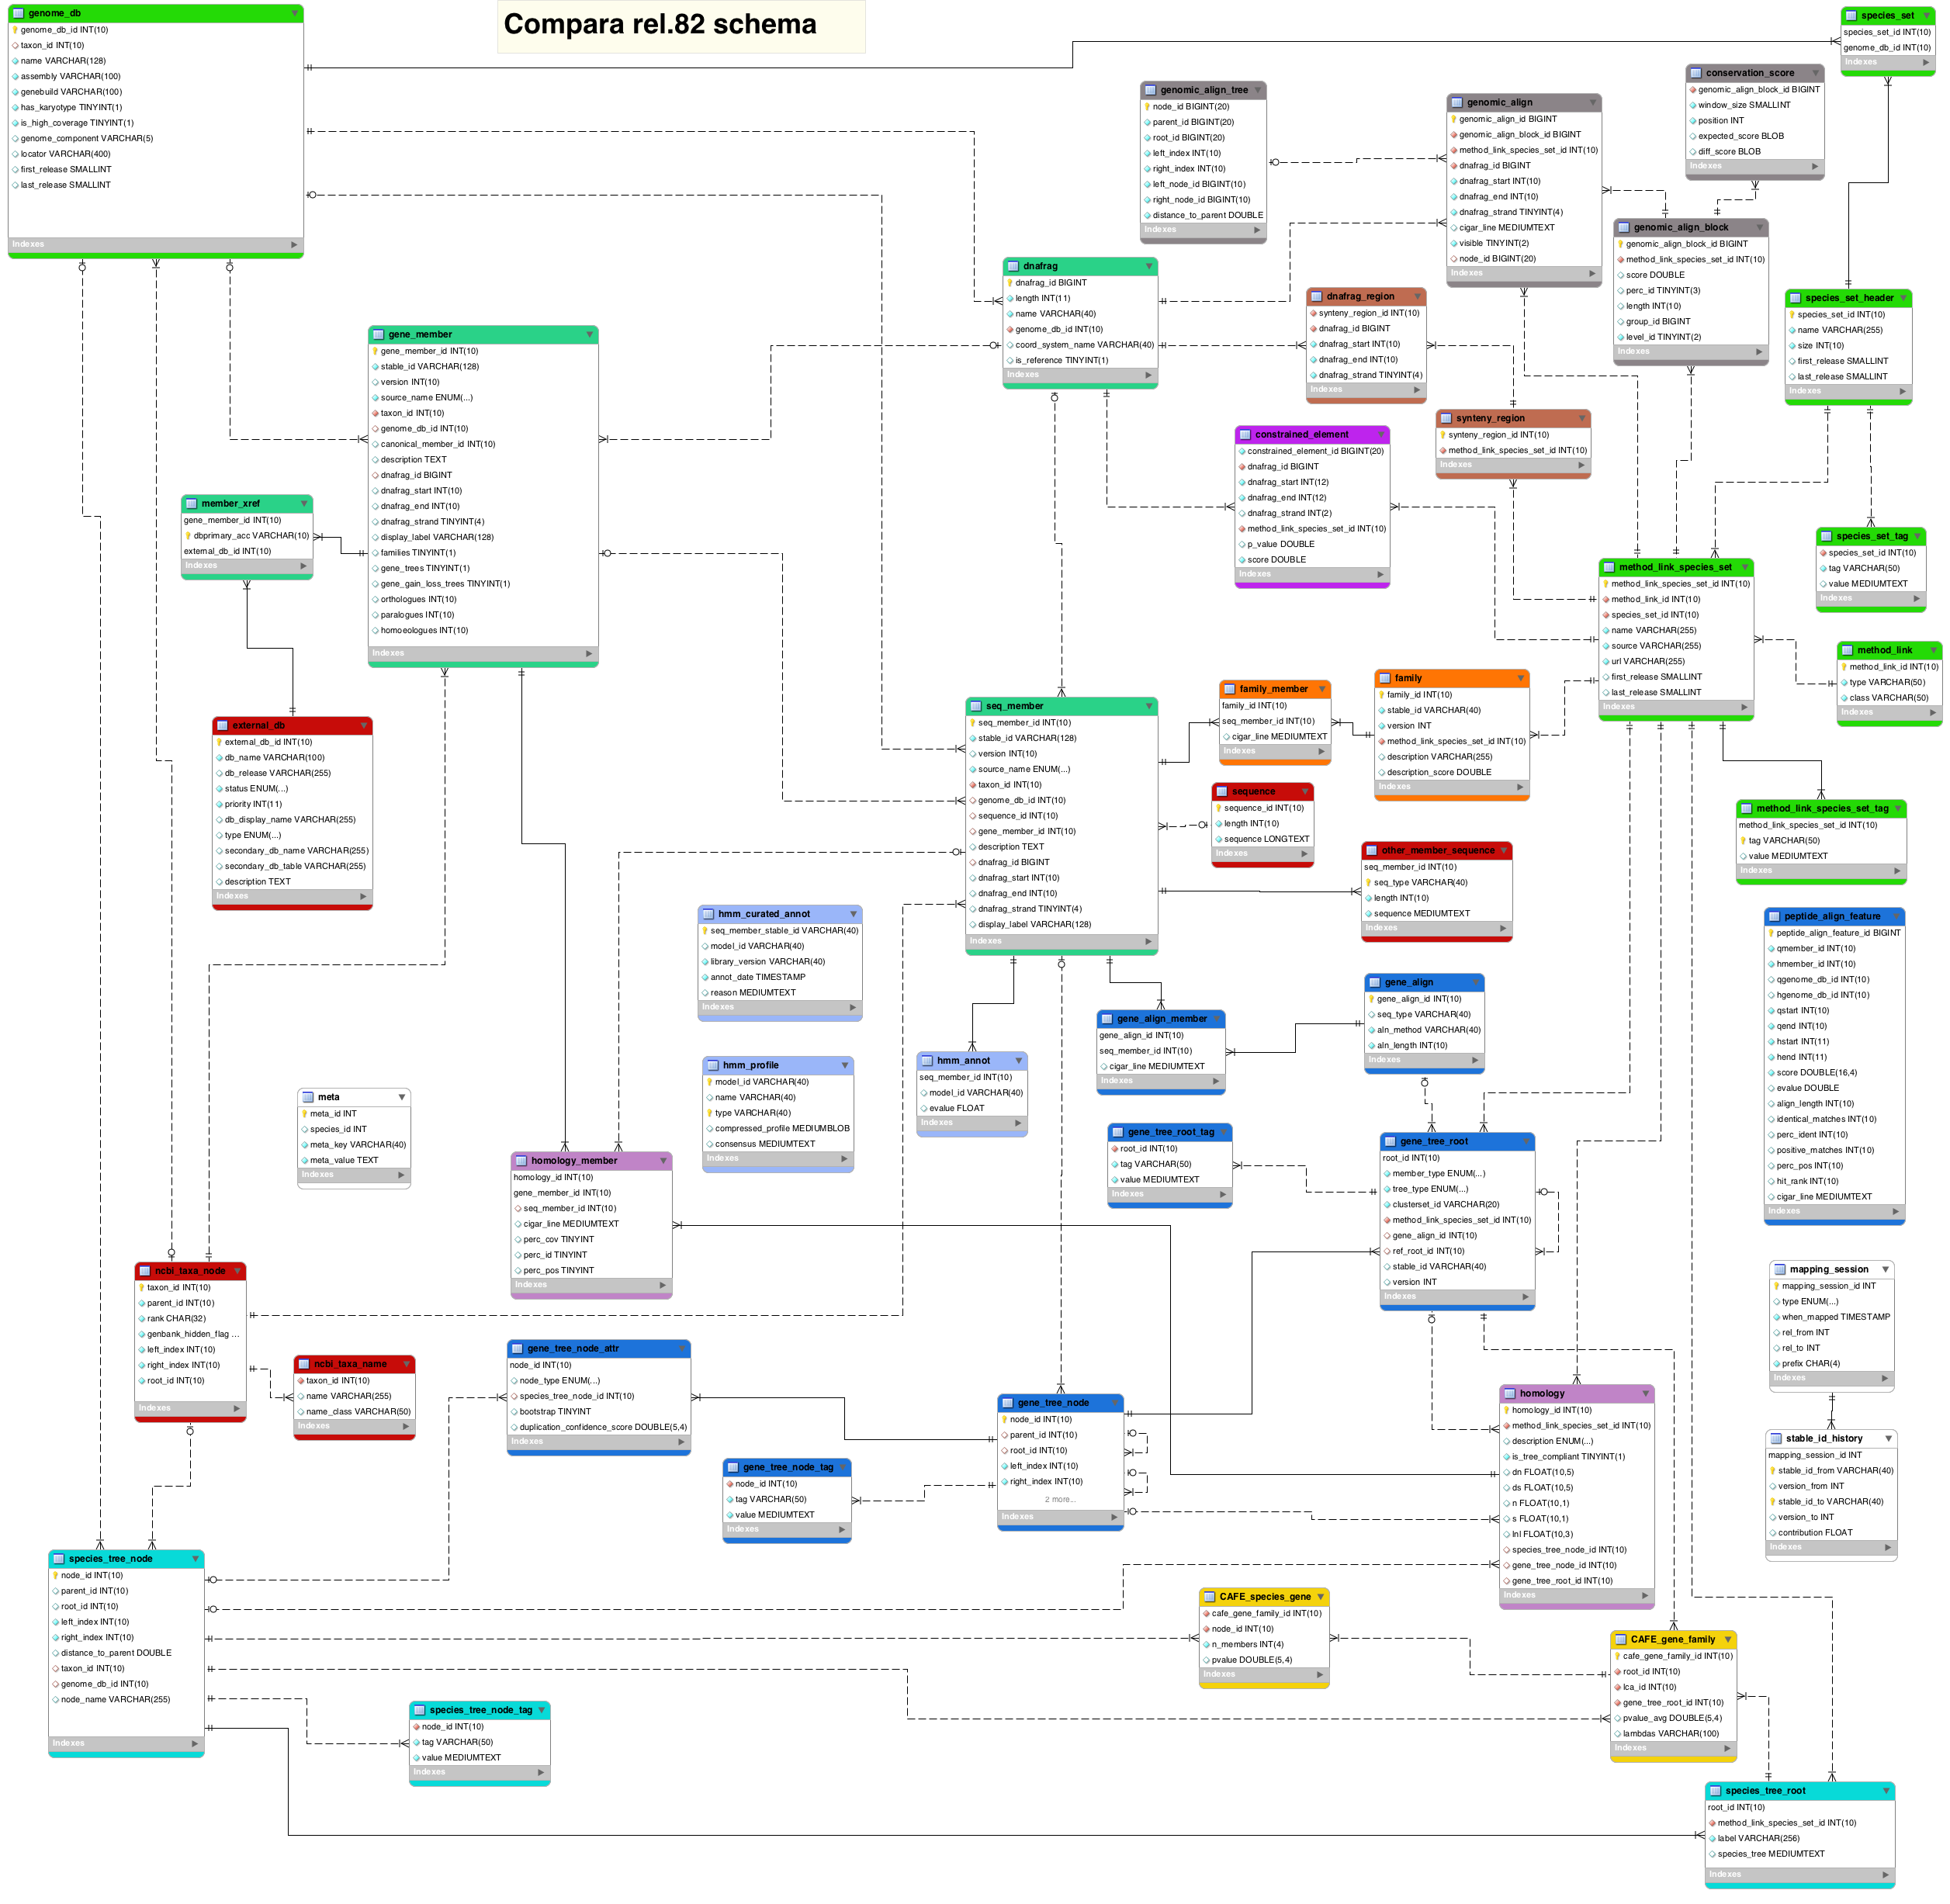 Compara rel.82 schema
genome_db
genome_db_id INT(10)
taxon_id INT(10)
name VARCHAR(128)
assembly VARCHAR(100)
genebuild VARCHAR(100)
has_karyotype TINYINT(1)
is_high_coverage TINYINT(1)
genome_component VARCHAR(5)
locator VARCHAR(400)
first_release SMALLINT
last_release SMALLINT
Indexes
species_set
species_set_id INT(10)
genome_db_id INT(10)
Indexes
conservation_score
genomic_align_block_id BIGINT
window_size SMALLINT
position INT
expected_score BLOB
diff_score BLOB
Indexes
genomic_align_tree
node_id BIGINT(20)
parent_id BIGINT(20)
root_id BIGINT(20)
left_index INT(10)
right_index INT(10)
left_node_id BIGINT(10)
right_node_id BIGINT(10)
distance_to_parent DOUBLE
Indexes
genomic_align
genomic_align_id BIGINT
genomic_align_block_id BIGINT
method_link_species_set_id INT(10)
dnafrag_id BIGINT
dnafrag_start INT(10)
dnafrag_end INT(10)
dnafrag_strand TINYINT(4)
cigar_line MEDIUMTEXT
visible TINYINT(2)
node_id BIGINT(20)
Indexes
genomic_align_block
genomic_align_block_id BIGINT
method_link_species_set_id INT(10)
score DOUBLE
perc_id TINYINT(3)
length INT(10)
group_id BIGINT
level_id TINYINT(2)
Indexes
dnafrag
dnafrag_id BIGINT
length INT(11)
name VARCHAR(40)
genome_db_id INT(10)
coord_system_name VARCHAR(40)
is_reference TINYINT(1)
Indexes
dnafrag_region
synteny_region_id INT(10)
dnafrag_id BIGINT
dnafrag_start INT(10)
dnafrag_end INT(10)
dnafrag_strand TINYINT(4)
Indexes
species_set_header
species_set_id INT(10)
name VARCHAR(255)
size INT(10)
first_release SMALLINT
last_release SMALLINT
Indexes
gene_member
gene_member_id INT(10)
stable_id VARCHAR(128)
version INT(10)
source_name ENUM(...)
taxon_id INT(10)
genome_db_id INT(10)
canonical_member_id INT(10)
description TEXT
dnafrag_id BIGINT
dnafrag_start INT(10)
dnafrag_end INT(10)
dnafrag_strand TINYINT(4)
display_label VARCHAR(128)
families TINYINT(1)
gene_trees TINYINT(1)
gene_gain_loss_trees TINYINT(1)
orthologues INT(10)
paralogues INT(10)
homoeologues INT(10)
Indexes
synteny_region
synteny_region_id INT(10)
method_link_species_set_id INT(10)
Indexes
constrained_element
constrained_element_id BIGINT(20)
dnafrag_id BIGINT
dnafrag_start INT(12)
dnafrag_end INT(12)
dnafrag_strand INT(2)
method_link_species_set_id INT(10)
p_value DOUBLE
score DOUBLE
Indexes
member_xref
gene_member_id INT(10)
dbprimary_acc VARCHAR(10)
external_db_id INT(10)
Indexes
species_set_tag
species_set_id INT(10)
tag VARCHAR(50)
value MEDIUMTEXT
Indexes
method_link_species_set
method_link_species_set_id INT(10)
method_link_id INT(10)
species_set_id INT(10)
name VARCHAR(255)
source VARCHAR(255)
url VARCHAR(255)
first_release SMALLINT
last_release SMALLINT
Indexes
method_link
method_link_id INT(10)
type VARCHAR(50)
class VARCHAR(50)
Indexes
external_db
external_db_id INT(10)
db_name VARCHAR(100)
db_release VARCHAR(255)
status ENUM(...)
priority INT(11)
db_display_name VARCHAR(255)
type ENUM(...)
secondary_db_name VARCHAR(255)
secondary_db_table VARCHAR(255)
description TEXT
Indexes
seq_member
seq_member_id INT(10)
stable_id VARCHAR(128)
version INT(10)
source_name ENUM(...)
taxon_id INT(10)
genome_db_id INT(10)
sequence_id INT(10)
gene_member_id INT(10)
description TEXT
dnafrag_id BIGINT
dnafrag_start INT(10)
dnafrag_end INT(10)
dnafrag_strand TINYINT(4)
display_label VARCHAR(128)
Indexes
family_member
family_id INT(10)
seq_member_id INT(10)
cigar_line MEDIUMTEXT
Indexes
family
family_id INT(10)
stable_id VARCHAR(40)
version INT
method_link_species_set_id INT(10)
description VARCHAR(255)
description_score DOUBLE
Indexes
sequence
sequence_id INT(10)
length INT(10)
sequence LONGTEXT
Indexes
other_member_sequence
seq_member_id INT(10)
seq_type VARCHAR(40)
length INT(10)
sequence MEDIUMTEXT
Indexes
method_link_species_set_tag
method_link_species_set_id INT(10)
tag VARCHAR(50)
value MEDIUMTEXT
Indexes
hmm_curated_annot
seq_member_stable_id VARCHAR(40)
model_id VARCHAR(40)
library_version VARCHAR(40)
annot_date TIMESTAMP
reason MEDIUMTEXT
Indexes
peptide_align_feature
peptide_align_feature_id BIGINT
qmember_id INT(10)
hmember_id INT(10)
qgenome_db_id INT(10)
hgenome_db_id INT(10)
qstart INT(10)
qend INT(10)
hstart INT(11)
hend INT(11)
score DOUBLE(16,4)
evalue DOUBLE
align_length INT(10)
identical_matches INT(10)
perc_ident INT(10)
positive_matches INT(10)
perc_pos INT(10)
hit_rank INT(10)
cigar_line MEDIUMTEXT
Indexes
gene_align
gene_align_id INT(10)
seq_type VARCHAR(40)
aln_method VARCHAR(40)
aln_length INT(10)
Indexes
gene_align_member
gene_align_id INT(10)
seq_member_id INT(10)
cigar_line MEDIUMTEXT
Indexes
hmm_annot
seq_member_id INT(10)
model_id VARCHAR(40)
evalue FLOAT
Indexes
hmm_profile
model_id VARCHAR(40)
name VARCHAR(40)
type VARCHAR(40)
compressed_profile MEDIUMBLOB
consensus MEDIUMTEXT
Indexes
meta
meta_id INT
species_id INT
meta_key VARCHAR(40)
meta_value TEXT
Indexes
gene_tree_root_tag
root_id INT(10)
tag VARCHAR(50)
value MEDIUMTEXT
Indexes
gene_tree_root
root_id INT(10)
member_type ENUM(...)
tree_type ENUM(...)
clusterset_id VARCHAR(20)
method_link_species_set_id INT(10)
gene_align_id INT(10)
ref_root_id INT(10)
stable_id VARCHAR(40)
version INT
Indexes
homology_member
homology_id INT(10)
gene_member_id INT(10)
seq_member_id INT(10)
cigar_line MEDIUMTEXT
perc_cov TINYINT
perc_id TINYINT
perc_pos TINYINT
Indexes
ncbi_taxa_node
taxon_id INT(10)
parent_id INT(10)
rank CHAR(32)
genbank_hidden_flag ...
left_index INT(10)
right_index INT(10)
root_id INT(10)
Indexes
mapping_session
mapping_session_id INT
type ENUM(...)
when_mapped TIMESTAMP
rel_from INT
rel_to INT
prefix CHAR(4)
Indexes
ncbi_taxa_name
taxon_id INT(10)
name VARCHAR(255)
name_class VARCHAR(50)
Indexes
gene_tree_node_attr
node_id INT(10)
node_type ENUM(...)
species_tree_node_id INT(10)
bootstrap TINYINT
duplication_confidence_score DOUBLE(5,4)
Indexes
gene_tree_node
node_id INT(10)
parent_id INT(10)
root_id INT(10)
left_index INT(10)
right_index INT(10)
2 more...
Indexes
homology
homology_id INT(10)
method_link_species_set_id INT(10)
description ENUM(...)
is_tree_compliant TINYINT(1)
dn FLOAT(10,5)
ds FLOAT(10,5)
n FLOAT(10,1)
s FLOAT(10,1)
lnl FLOAT(10,3)
species_tree_node_id INT(10)
gene_tree_node_id INT(10)
gene_tree_root_id INT(10)
Indexes
stable_id_history
mapping_session_id INT
stable_id_from VARCHAR(40)
version_from INT
stable_id_to VARCHAR(40)
version_to INT
contribution FLOAT
Indexes
gene_tree_node_tag
node_id INT(10)
tag VARCHAR(50)
value MEDIUMTEXT
Indexes
species_tree_node
node_id INT(10)
parent_id INT(10)
root_id INT(10)
left_index INT(10)
right_index INT(10)
distance_to_parent DOUBLE
taxon_id INT(10)
genome_db_id INT(10)
node_name VARCHAR(255)
Indexes
CAFE_species_gene
cafe_gene_family_id INT(10)
node_id INT(10)
n_members INT(4)
pvalue DOUBLE(5,4)
Indexes
CAFE_gene_family
cafe_gene_family_id INT(10)
root_id INT(10)
lca_id INT(10)
gene_tree_root_id INT(10)
pvalue_avg DOUBLE(5,4)
lambdas VARCHAR(100)
Indexes
species_tree_node_tag
node_id INT(10)
tag VARCHAR(50)
value MEDIUMTEXT
Indexes
species_tree_root
root_id INT(10)
method_link_species_set_id INT(10)
label VARCHAR(256)
species_tree MEDIUMTEXT
Indexes